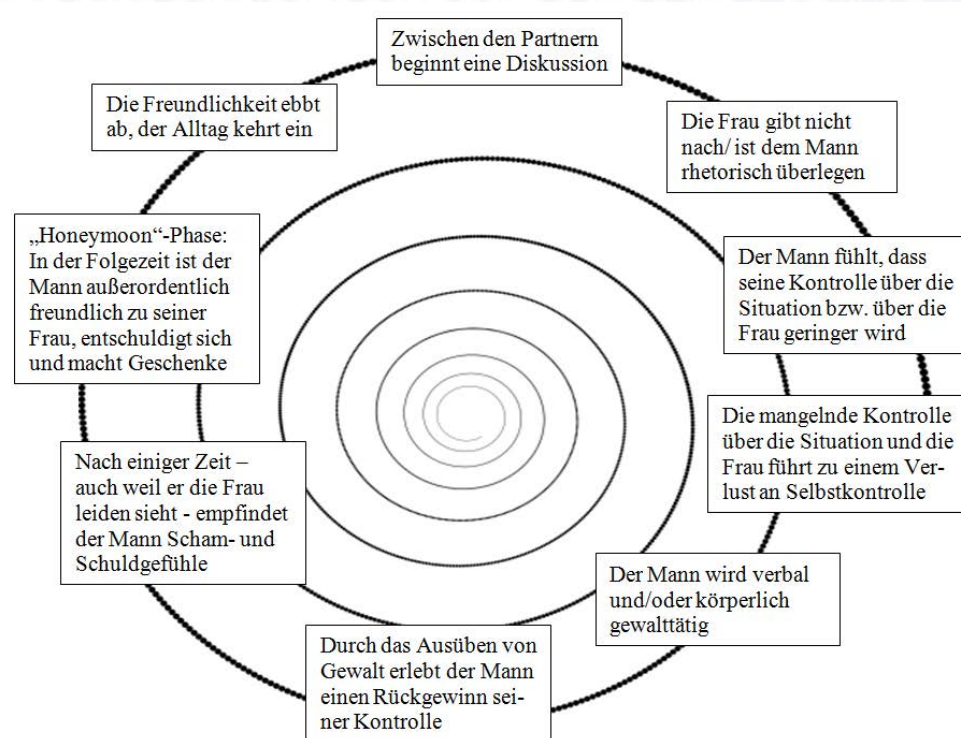 Zwischen den Partnern
beginnt eine Diskussion
Die Frau gibt nicht
nach/ ist dem Mann
rhetorisch überlegen
Der Mann fühlt, dass
seine Kontrolle über die
Situation bzw. über die
Frau geringer wird
Die mangelnde Kontrolle
über die Situation und die
Frau führt zu einem Ver-
lust an Selbstkontrolle
Der Mann wird verbal
und/oder körperlich
gewalttätig
Durch das Ausüben von
Gewalt erlebt der Mann
einen Rückgewinn sei-
ner Kontrolle
Nach einiger Zeit –
auch weil er die Frau
leiden sieht - empfindet
der Mann Scham- und
Schuldgefühle
„Honeymoon“-Phase:
In der Folgezeit ist der
Mann außerordentlich
freundlich zu seiner
Frau, entschuldigt sich
und macht Geschenke
Die Freundlichkeit ebbt
ab, der Alltag kehrt ein